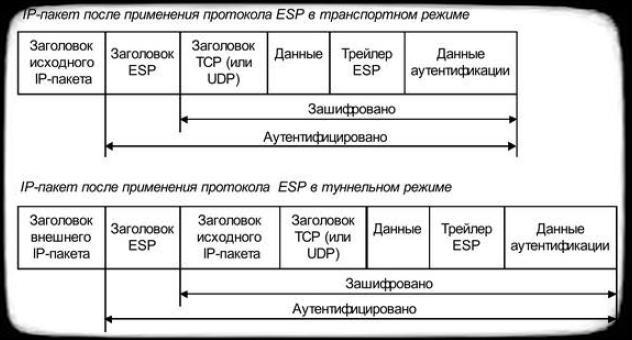 IP-пакет после применения протокола ESP в транспортном режиме
Заголовок исходного IP-пакета
Заголовок ESP
Заголовок TCP (или UDP)
Данные
Трейлер ESP
Данные аутентификации
Зашифровано
Аутентифицировано
IP-пакет после применения протокола ESP в туннельном режиме
Заголовок внешнего IP-пакета
Заголовок ESP
Заголовок исходного IP-пакета
Заголовок TCP (или UDP)
Данные
Трейлер ESP
Данные аутентификации
Зашифровано
Аутентифицировано